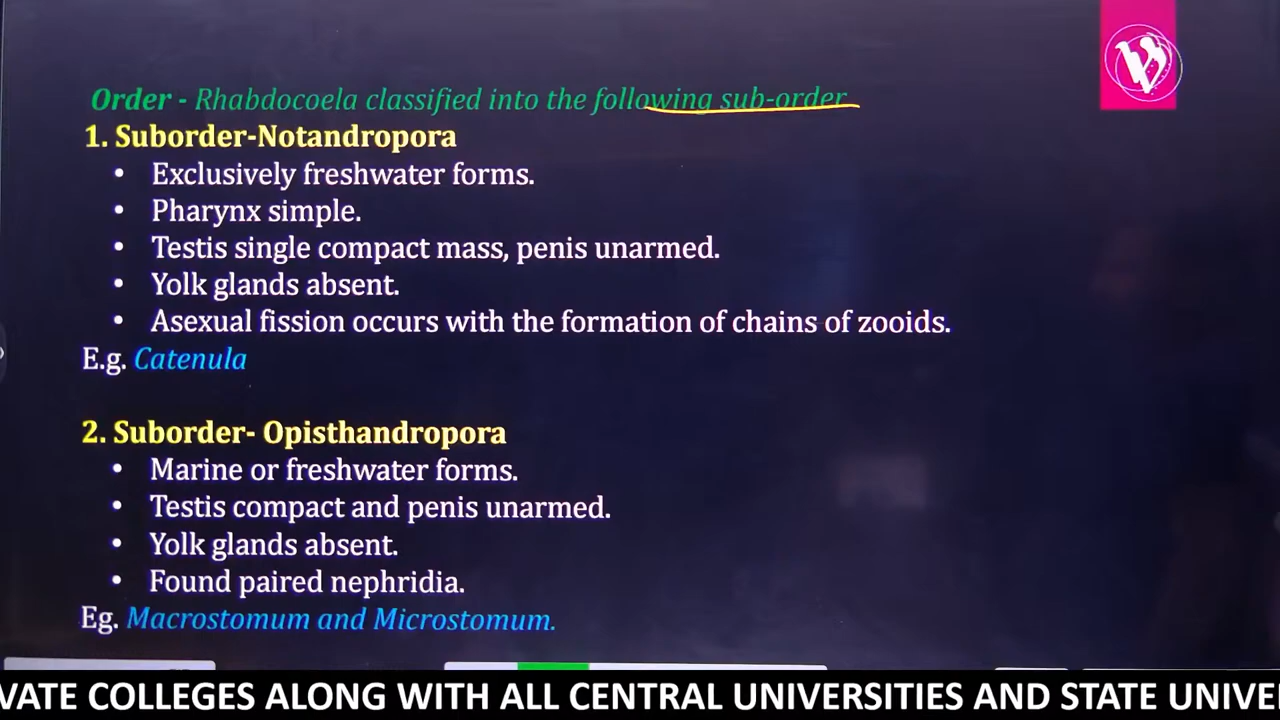 Order - Rhabdocoela classified into the following sub-order
1. Suborder-Notandropora
• Exclusively freshwater forms.
• Pharynx simple.
• Testis single compact mass, penis unarmed.
• Yolk glands absent.
• Asexual fission occurs with the formation of chains of zooids.
E.g. Catenula
2. Suborder- Opisthandropora
• Marine or freshwater forms.
• Testis compact and penis unarmed.
• Yolk glands absent.
• Found paired nephridia.
Eg. Macrostomum and Microstomum.
VATE COLLEGES ALONG WITH ALL CENTRAL UNIVERSITIES AND STATE UNIVE